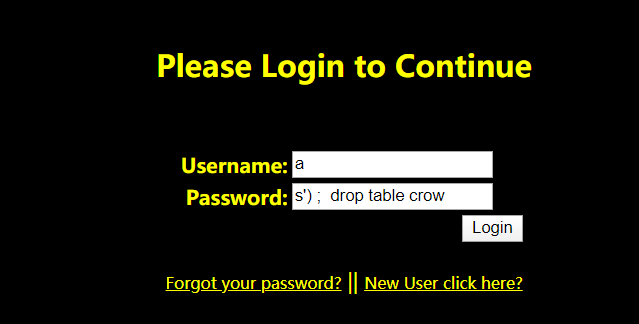 Please Login to Continue
Username: a
Password: s') ;  drop table crow
Login
Forgot your password? || New User click here?